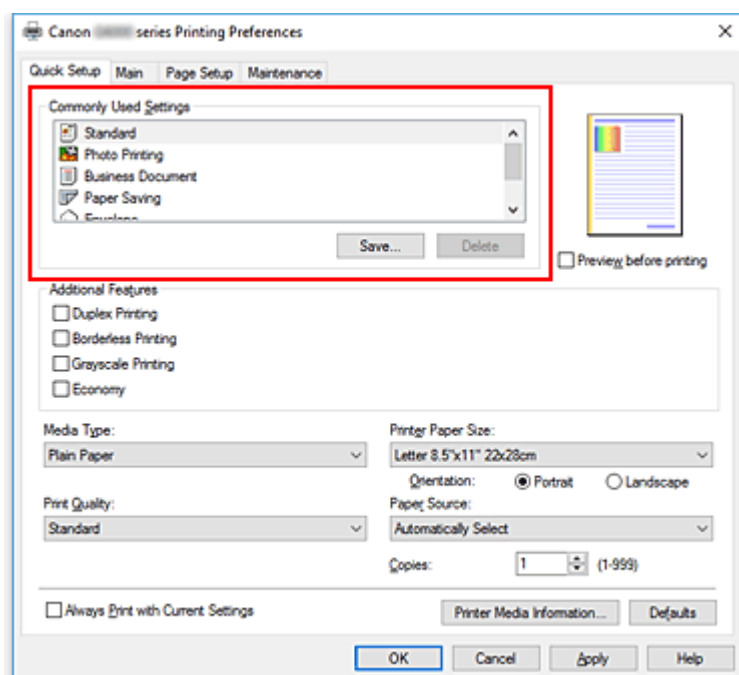 Canon series Printing Preferences
Quick Setup Main Page Setup Maintenance
Commonly Used Settings
Standard
Photo Printing
Business Document
Paper Saving
Save... Delete
Preview before printing
Additional Features
Duplex Printing
Borderless Printing
Grayscale Printing
Economy
Media Type:
Plain Paper
Printer Paper Size:
Letter 8.5"x11" 22x28cm
Orientation: Portrait Landscape
Print Quality:
Standard
Paper Source:
Automatically Select
Copies: 1 (1-999)
Always Print with Current Settings
Printer Media Information... Defaults
OK Cancel Apply Help